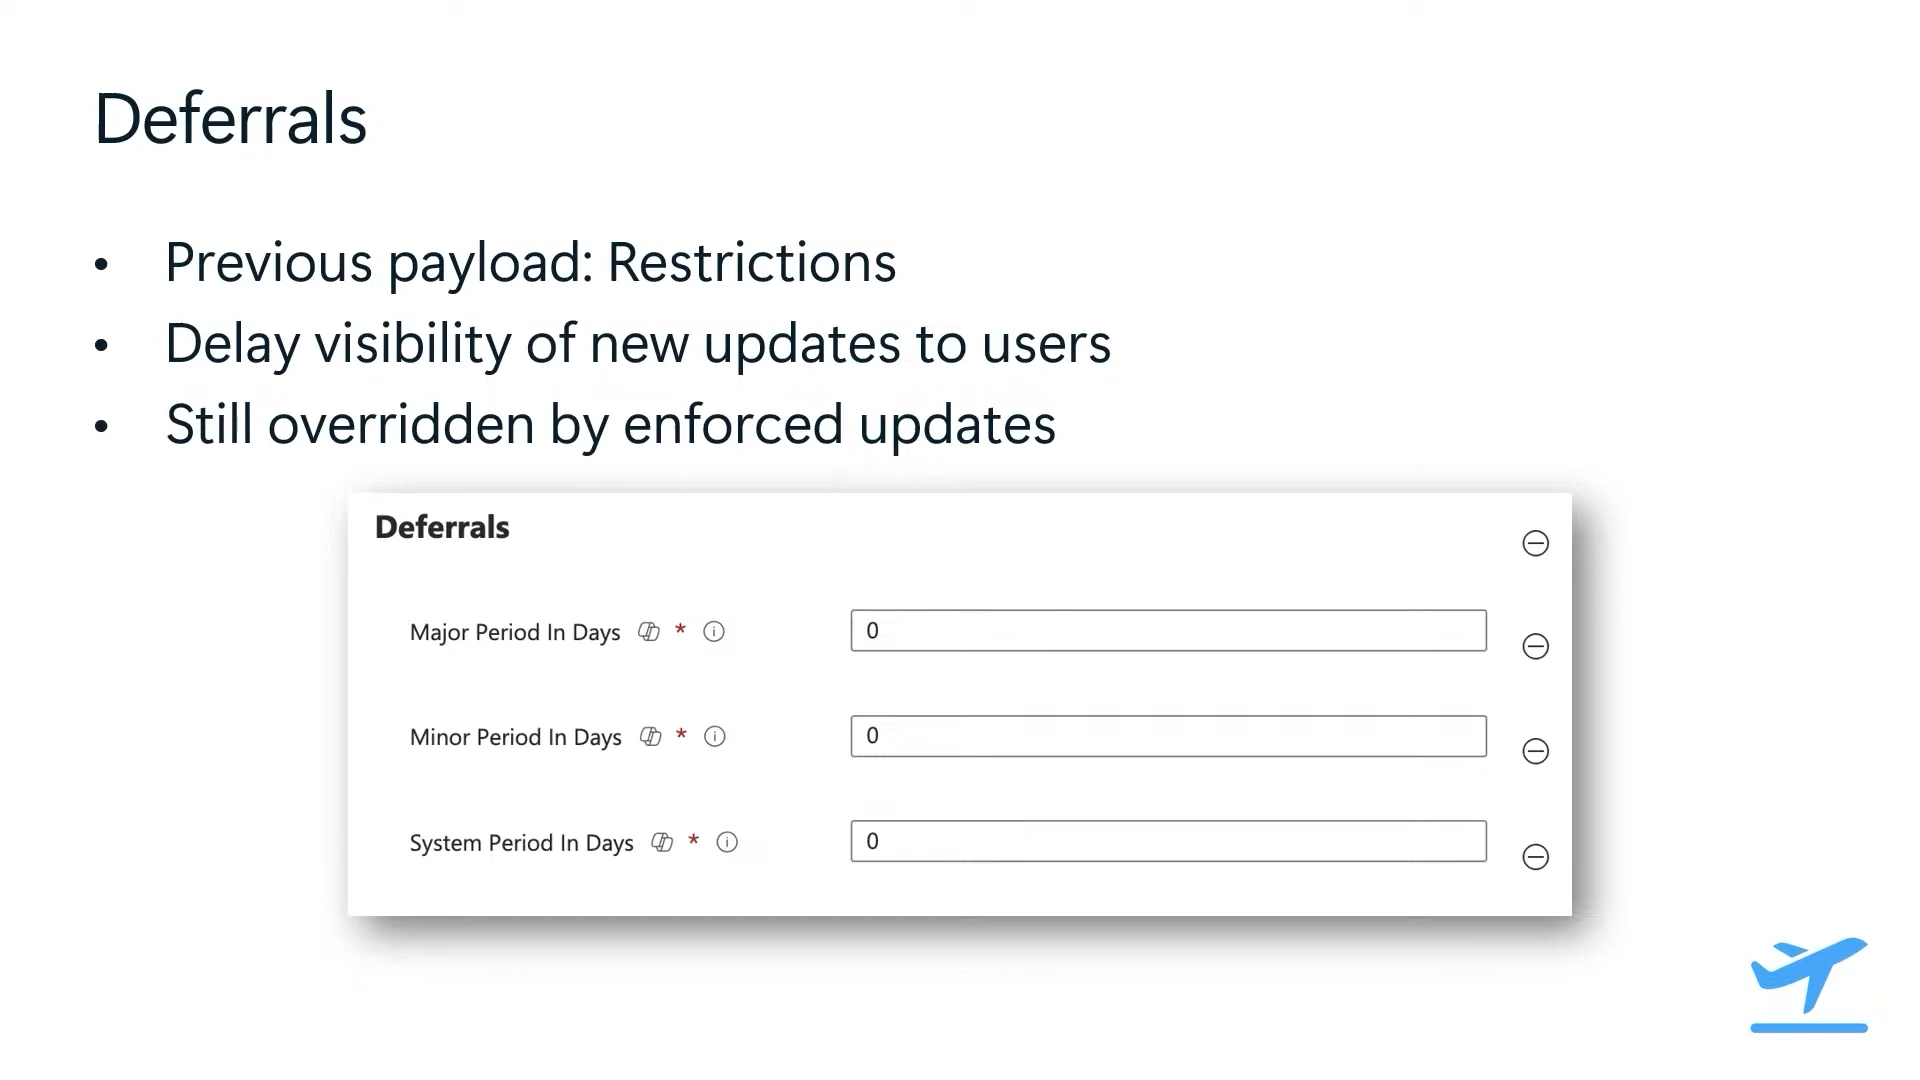 Deferrals
• Previous payload: Restrictions
• Delay visibility of new updates to users
• Still overridden by enforced updates
Deferrals
Major Period In Days * 0
Minor Period In Days * 0
System Period In Days * 0